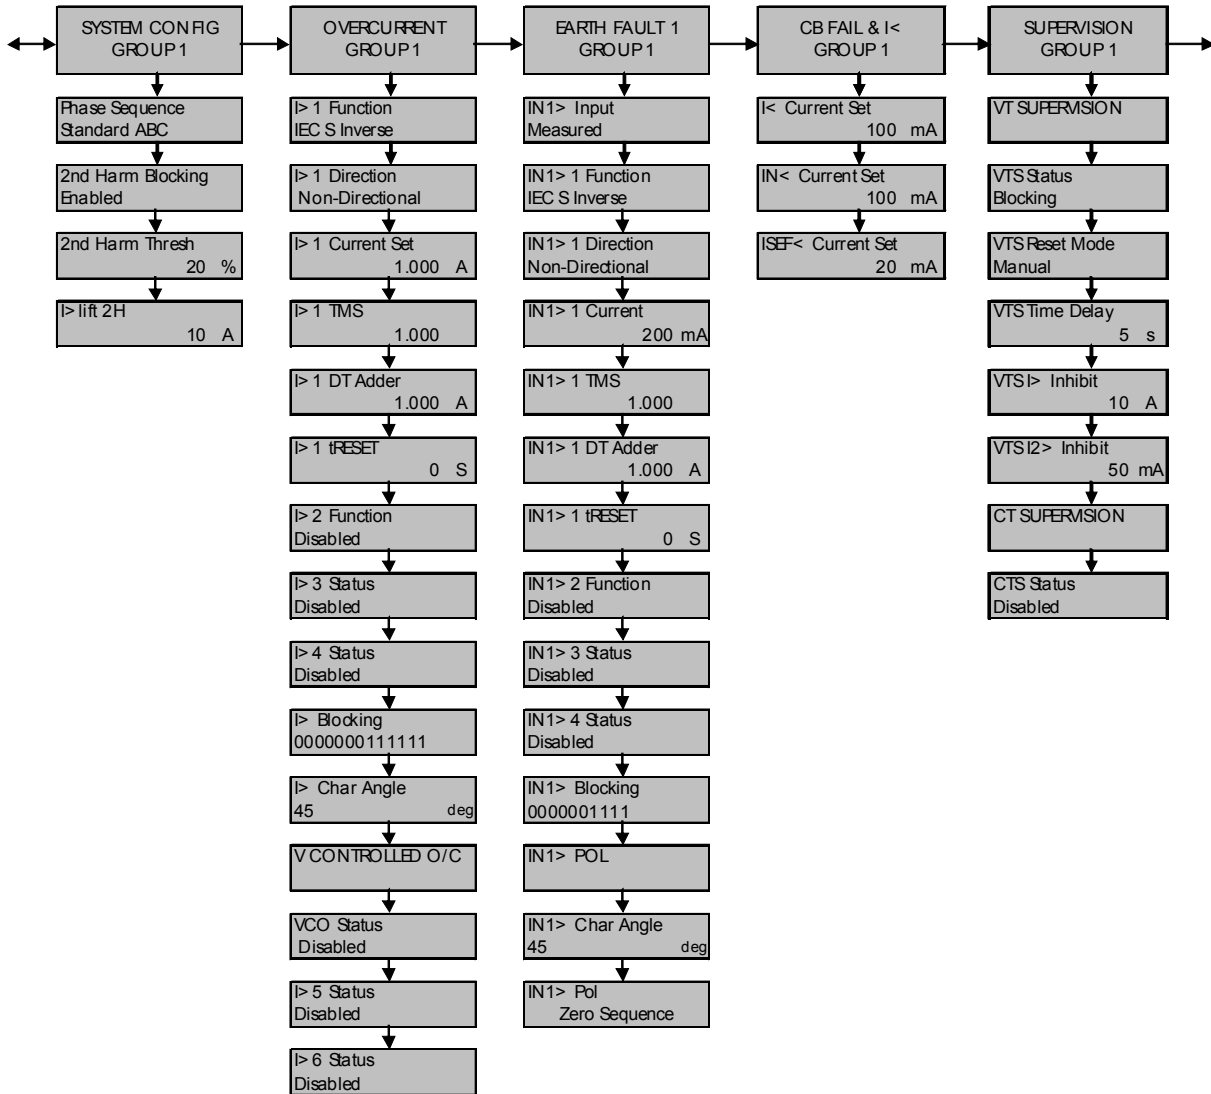 SYSTEM CONFIG
GROUP 1
Phase Sequence
Standard ABC
2nd Harm Blocking
Enabled
2nd Harm Thresh
20 %
I> lift 2H
10 A
OVERCURRENT
GROUP 1
I> 1 Function
IEC S Inverse
I> 1 Direction
Non-Directional
I> 1 Current Set
1.000 A
I> 1 TMS
1.000
I> 1 DT Adder
1.000 A
I> 1 tRESET
0 S
I> 2 Function
Disabled
I> 3 Status
Disabled
I> 4 Status
Disabled
I> Blocking
0000000111111
I> Char Angle
45 deg
V CONTROLLED O/C
VCO Status
Disabled
I> 5 Status
Disabled
I> 6 Status
Disabled
EARTH FAULT 1
GROUP 1
IN1> Input
Measured
IN1> 1 Function
IEC S Inverse
IN1> 1 Direction
Non-Directional
IN1> 1 Current
200 mA
IN1> 1 TMS
1.000
IN1> 1 DT Adder
1.000 A
IN1> 1 tRESET
0 S
IN1> 2 Function
Disabled
IN1> 3 Status
Disabled
IN1> 4 Status
Disabled
IN1> Blocking
0000001111
IN1> POL
IN1> Char Angle
45 deg
IN1> Pol
Zero Sequence
CB FAIL & I<
GROUP 1
I< Current Set
100 mA
IN< Current Set
100 mA
ISEF< Current Set
20 mA
SUPERVISION
GROUP 1
VT SUPERVISION
VTS Status
Blocking
VTS Reset Mode
Manual
VTS Time Delay
5 s
VTS I> Inhibit
10 A
VTS I2> Inhibit
50 mA
CT SUPERVISION
CTS Status
Disabled